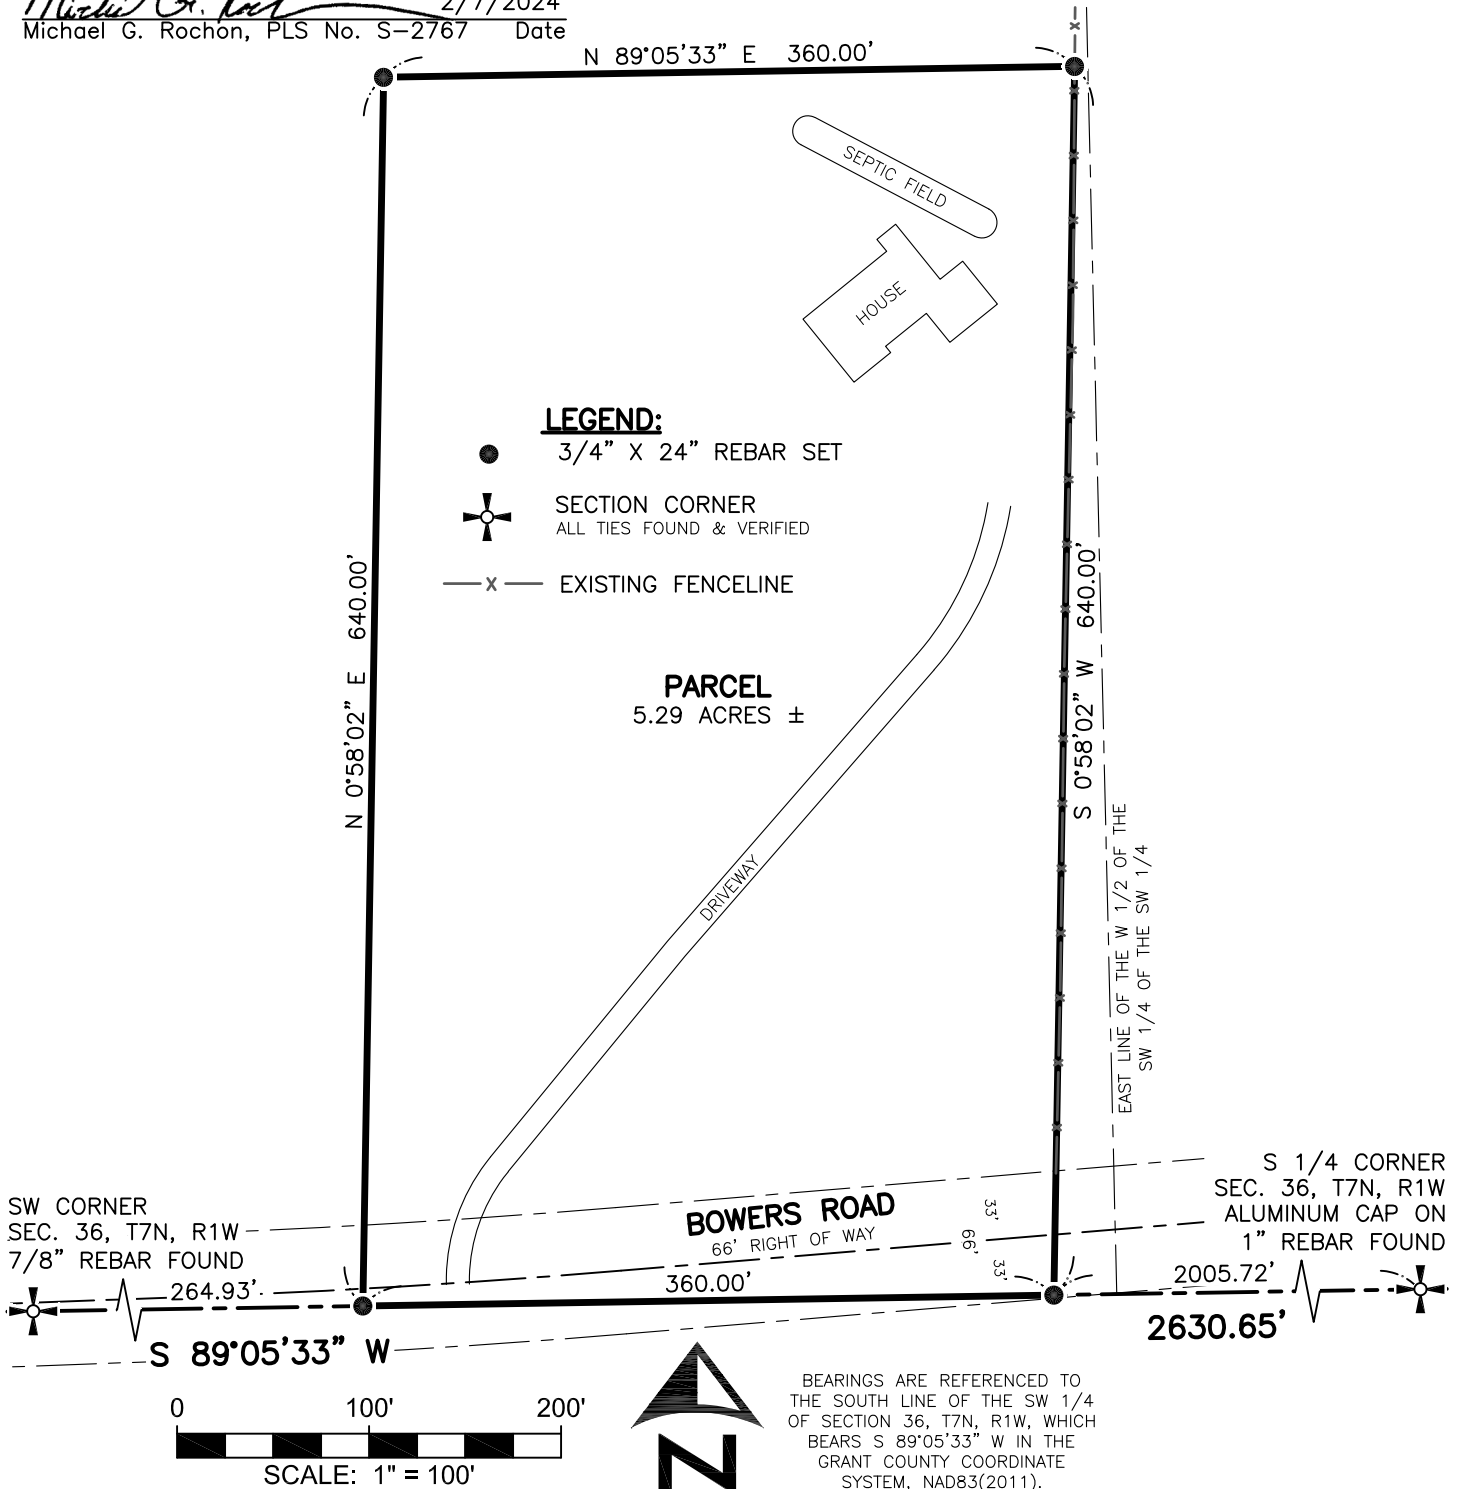 2/7/2024
Michael G. Rochon, PLS No. S-2767 Date
N 89°05'33" E 360.00'
SEPTIC FIELD
HOUSE
LEGEND:
3/4" X 24" REBAR SET
SECTION CORNER
ALL TIES FOUND & VERIFIED
x
EXISTING FENCELINE
N 0°58'02" E 640.00'
S 0°58'02" W 640.00'
PARCEL
5.29 ACRES ±
DRIVEWAY
EAST LINE OF THE W 1/2 OF THE
SW 1/4 OF THE SW 1/4
SW CORNER
SEC. 36, T7N, R1W
7/8" REBAR FOUND
BOWERS ROAD
66' RIGHT OF WAY
33'
66'
33'
S 1/4 CORNER
SEC. 36, T7N, R1W
ALUMINUM CAP ON
1" REBAR FOUND
264.93'
360.00'
2005.72'
S 89°05'33" W
2630.65'
0 100' 200'
SCALE: 1" = 100'
N
BEARINGS ARE REFERENCED TO
THE SOUTH LINE OF THE SW 1/4
OF SECTION 36, T7N, R1W, WHICH
BEARS S 89°05'33" W IN THE
GRANT COUNTY COORDINATE
SYSTEM, NAD83(2011).